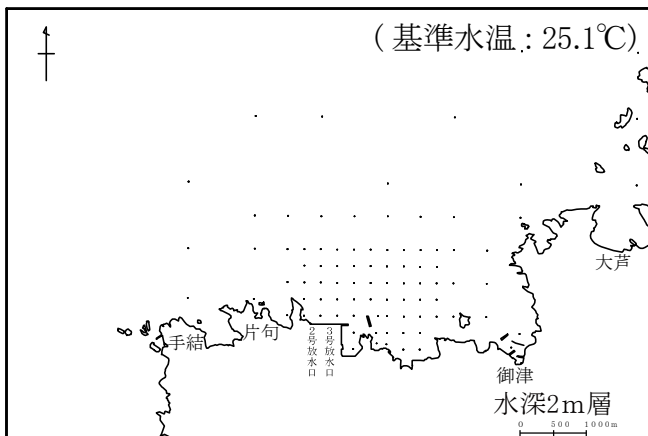 (基準水温：25.1℃)
大芦
手結
片句
2号放水口
3号放水口
御津
水深2m層
0 500 1000m